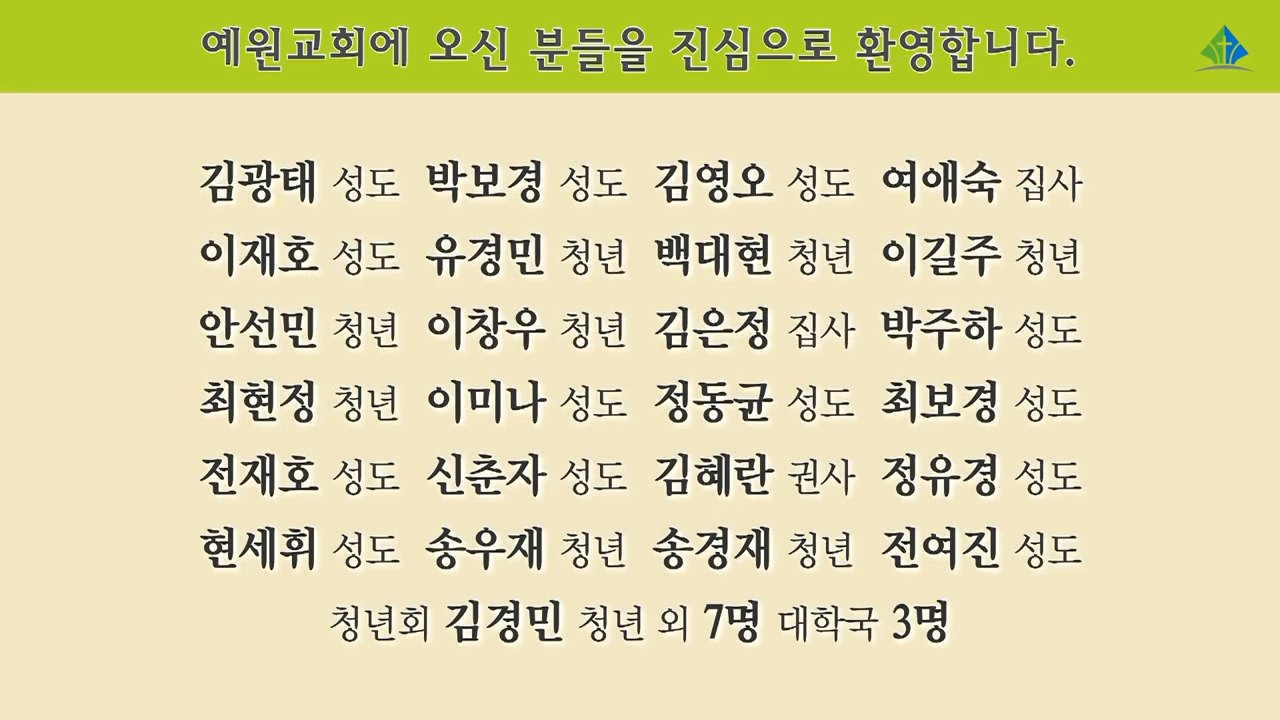 예원교회에 오신 분들을 진심으로 환영합니다.
김광태 성도 박보경 성도 김영오 성도 여애숙 집사
이재호 성도 유경민 청년 백대현 청년 이길주 청년
안선민 청년 이창우 청년 김은정 집사 박주하 성도
최현정 청년 이미나 성도 정동균 성도 최보경 성도
전재호 성도 신춘자 성도 김혜란 권사 정유경 성도
현세휘 성도 송우재 청년 송경재 청년 전여진 성도
청년회 김경민 청년 외 7명 대학국 3명